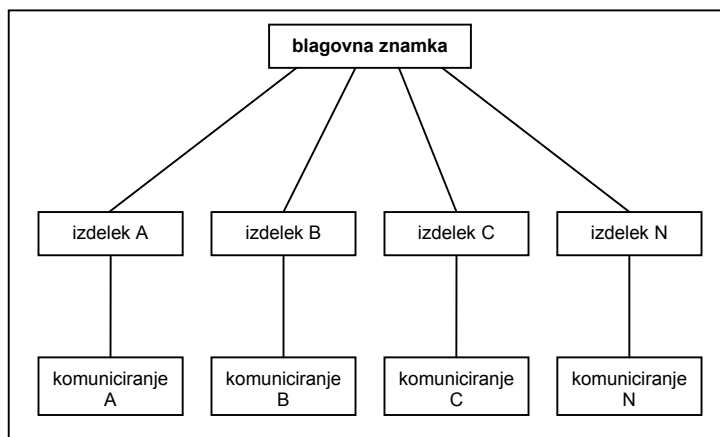 blagovna znamka
izdelek A
izdelek B
izdelek C
izdelek N
komuniciranje
A
komuniciranje
B
komuniciranje
C
komuniciranje
N